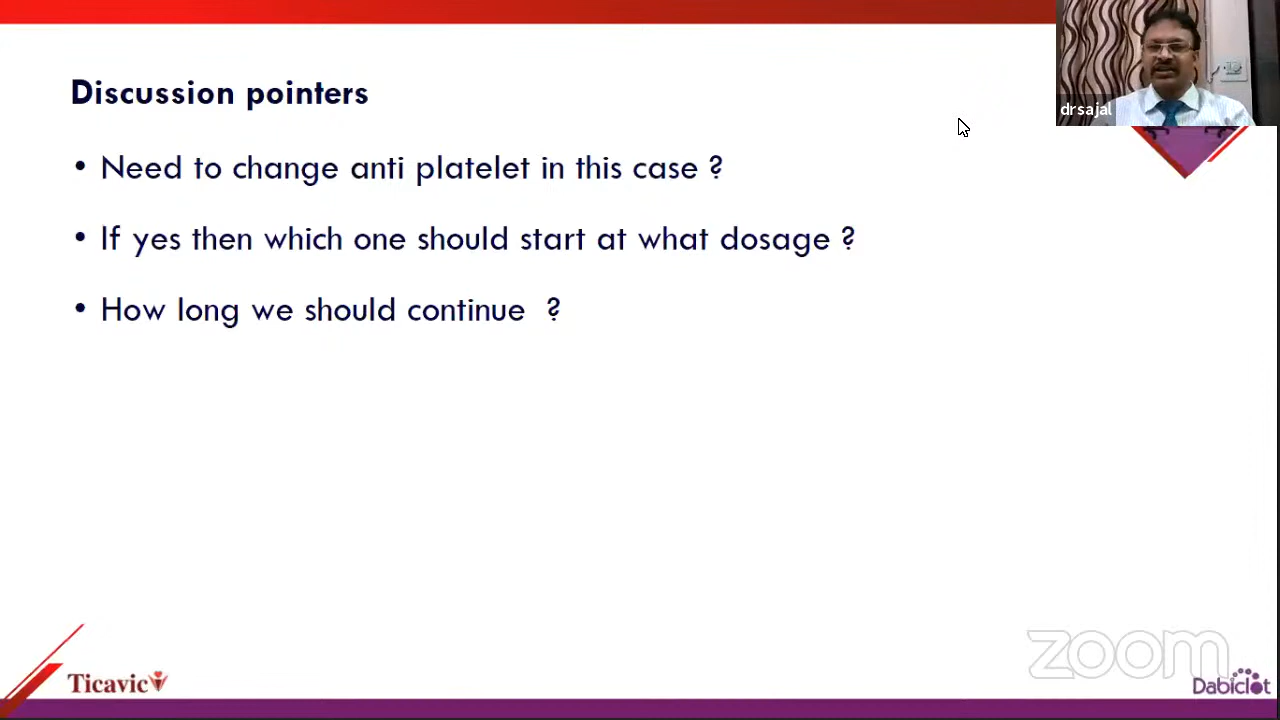 Discussion pointers
drsajal
• Need to change anti platelet in this case ?
• If yes then which one should start at what dosage ?
• How long we should continue ?
zoom
Ticavic
Dabiclot